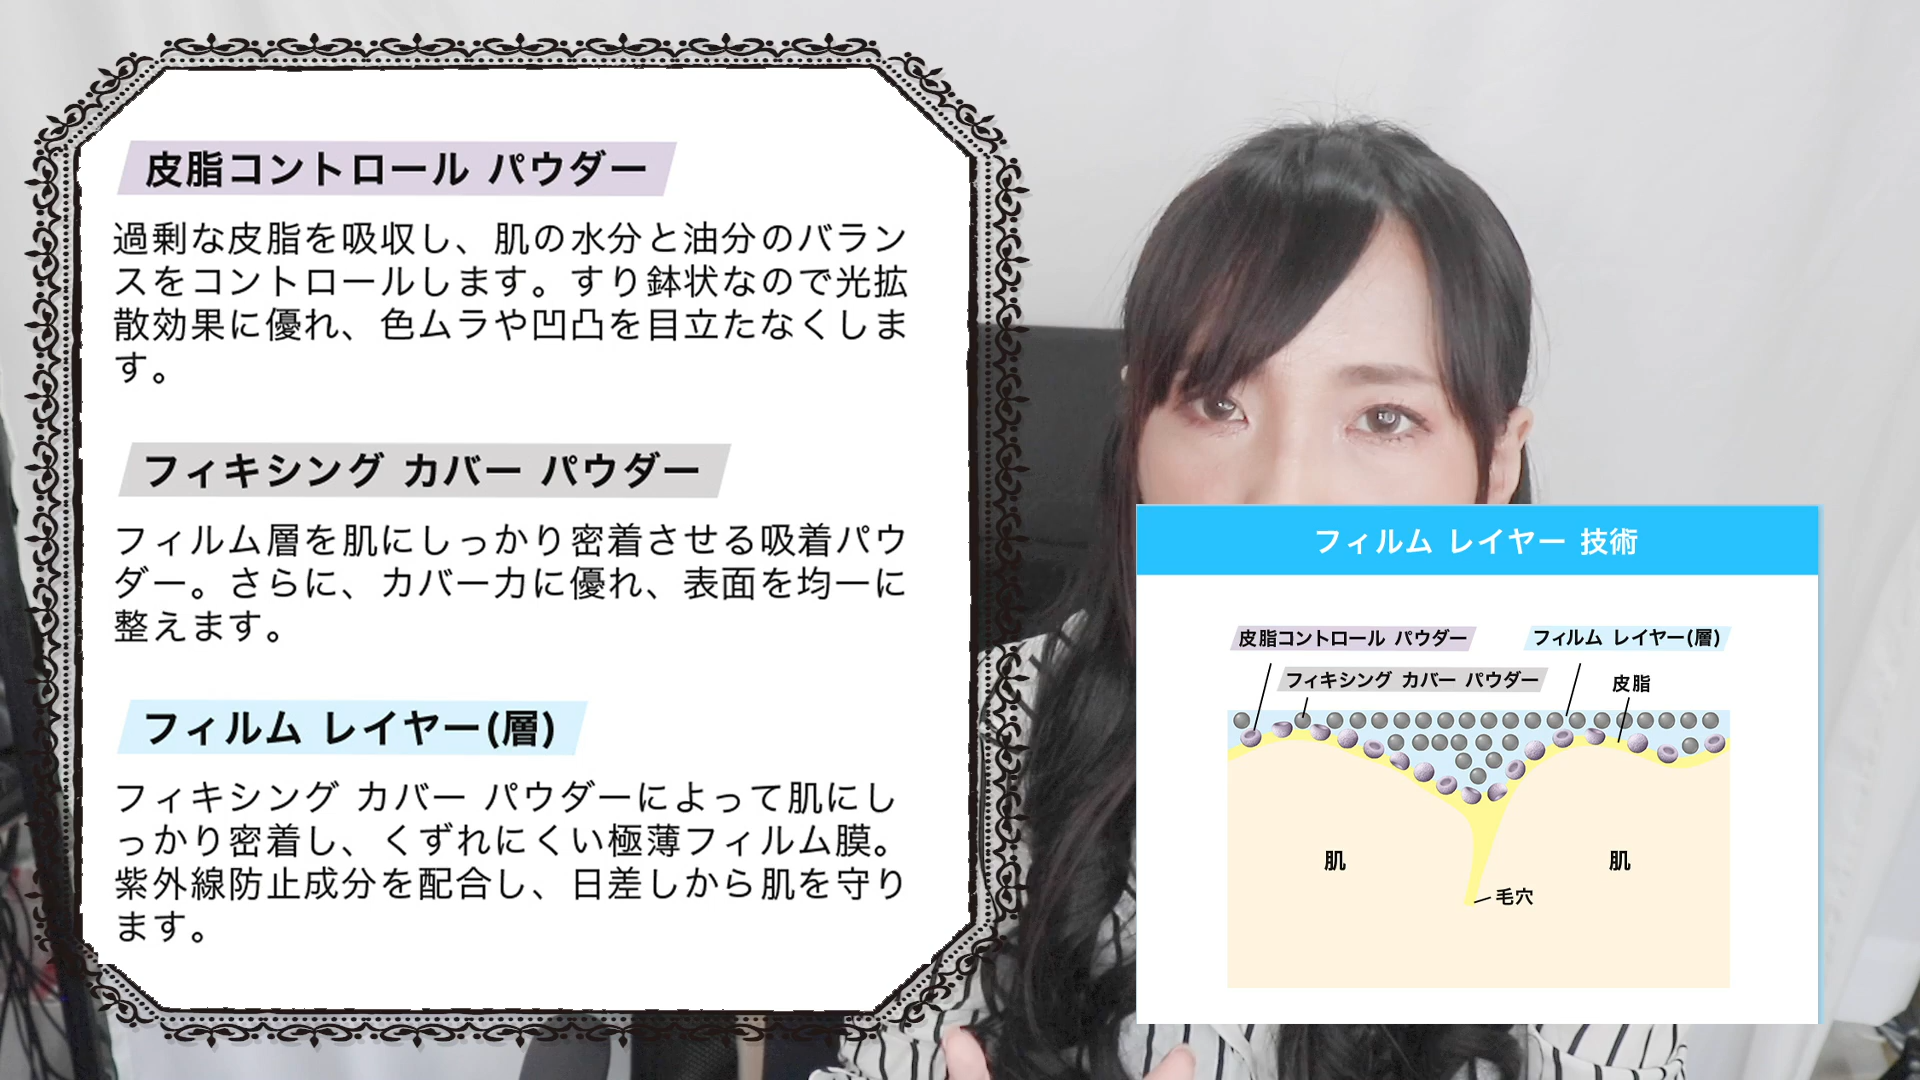 皮脂コントロール パウダー
過剰な皮脂を吸収し、肌の水分と油分のバラン
スをコントロールします。すり鉢状なので光拡
散効果に優れ、色ムラや凹凸を目立たなくしま
す。
フィキシング カバー パウダー
フィルム層を肌にしっかり密着させる吸着パウ
ダー。さらに、カバー力に優れ、表面を均一に
整えます。
フィルム レイヤー(層)
フィキシング カバー パウダーによって肌にし
っかり密着し、くずれにくい極薄フィルム膜。
紫外線防止成分を配合し、日差しから肌を守り
ます。
フィルム レイヤー 技術
皮脂コントロール パウダー
フィルム レイヤー(層)
フィキシング カバー パウダー
皮脂
肌
肌
毛穴